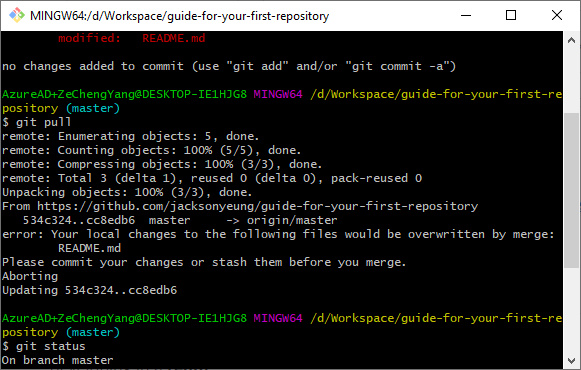 MINGW64:/d/Workspace/guide-for-your-first-repository
modified:   README.md
no changes added to commit (use "git add" and/or "git commit -a")
AzureAD+ZeChengYang@DESKTOP-IE1HJG8 MINGW64 /d/Workspace/guide-for-your-first-re
pository (master)
$ git pull
remote: Enumerating objects: 5, done.
remote: Counting objects: 100% (5/5), done.
remote: Compressing objects: 100% (3/3), done.
remote: Total 3 (delta 1), reused 0 (delta 0), pack-reused 0
Unpacking objects: 100% (3/3), done.
From https://github.com/jacksonyeung/guide-for-your-first-repository
   534c324..cc8edb6  master     -> origin/master
error: Your local changes to the following files would be overwritten by merge:
        README.md
Please commit your changes or stash them before you merge.
Aborting
Updating 534c324..cc8edb6
AzureAD+ZeChengYang@DESKTOP-IE1HJG8 MINGW64 /d/Workspace/guide-for-your-first-re
pository (master)
$ git status
On branch master